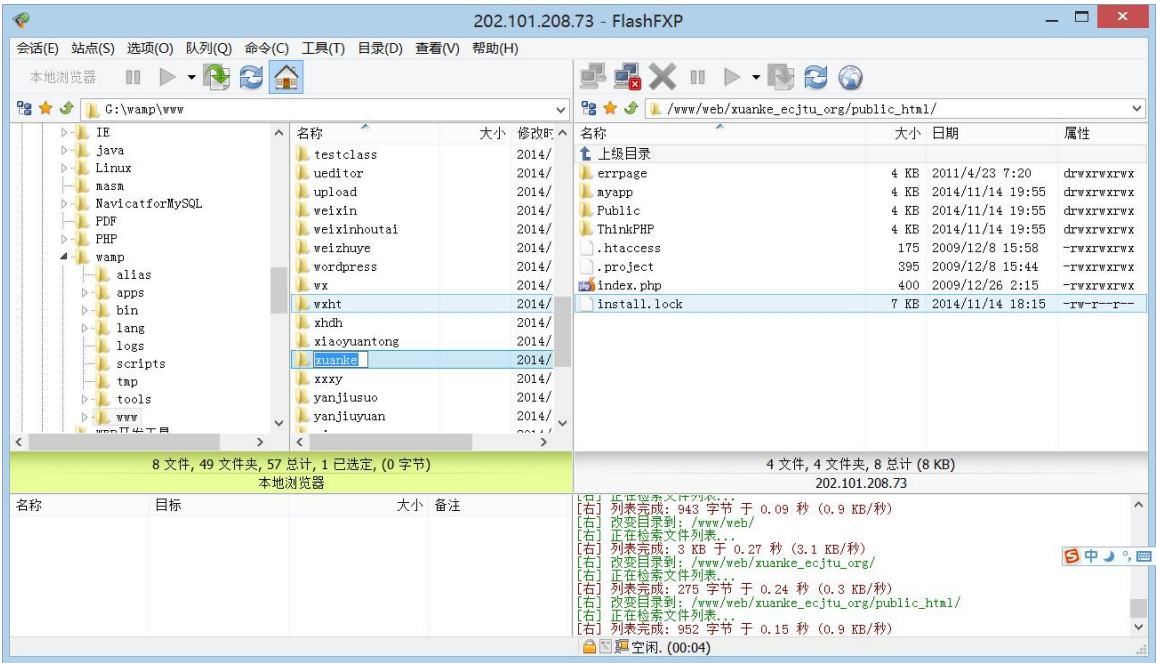 202.101.208.73 - FlashFXP
会话(E) 站点(S) 选项(O) 队列(Q) 命令(C) 工具(T) 目录(D) 查看(V) 帮助(H)
本地浏览器
G:\wamp\www
/www/web/xuanke_ecjtu_org/public_html/
IE
java
Linux
masm
NavicatforMySQL
PDF
PHP
wamp
alias
apps
bin
lang
logs
scripts
tmp
tools
www
WEB开发工具
名称 大小 修改时
testclass 2014/
ueditor 2014/
upload 2014/
weixin 2014/
weixinhoutai 2014/
weizhuye 2014/
wordpress 2014/
wx 2014/
wxht 2014/
xhdh 2014/
xiaoyuantong 2014/
xuanke 2014/
xxxy 2014/
yanjiusuo 2014/
yanjiuyuan 2014/
名称 大小 日期 属性
上级目录
errpage 4 KB 2011/4/23 7:20 drwxrwxrwx
myapp 4 KB 2014/11/14 19:55 drwxrwxrwx
Public 4 KB 2014/11/14 19:55 drwxrwxrwx
ThinkPHP 4 KB 2014/11/14 19:55 drwxrwxrwx
.htaccess 175 2009/12/8 15:58 -rwxrwxrwx
.project 395 2009/12/8 15:44 -rwxrwxrwx
index.php 400 2009/12/26 2:15 -rwxrwxrwx
install.lock 7 KB 2014/11/14 18:15 -rw-r--r--
8 文件, 49 文件夹, 57 总计, 1 已选定, (0 字节)
本地浏览器
4 文件, 4 文件夹, 8 总计 (8 KB)
202.101.208.73
名称 目标 大小 备注
[右] 正在检索文件列表...
[右] 列表完成: 943 字节 于 0.09 秒 (0.9 KB/秒)
[右] 改变目录到: /www/web/
[右] 正在检索文件列表...
[右] 列表完成: 3 KB 于 0.27 秒 (3.1 KB/秒)
[右] 改变目录到: /www/web/xuanke_ecjtu_org/
[右] 正在检索文件列表...
[右] 列表完成: 275 字节 于 0.24 秒 (0.3 KB/秒)
[右] 改变目录到: /www/web/xuanke_ecjtu_org/public_html/
[右] 正在检索文件列表...
[右] 列表完成: 952 字节 于 0.15 秒 (0.9 KB/秒)
中
空闲. (00:04)